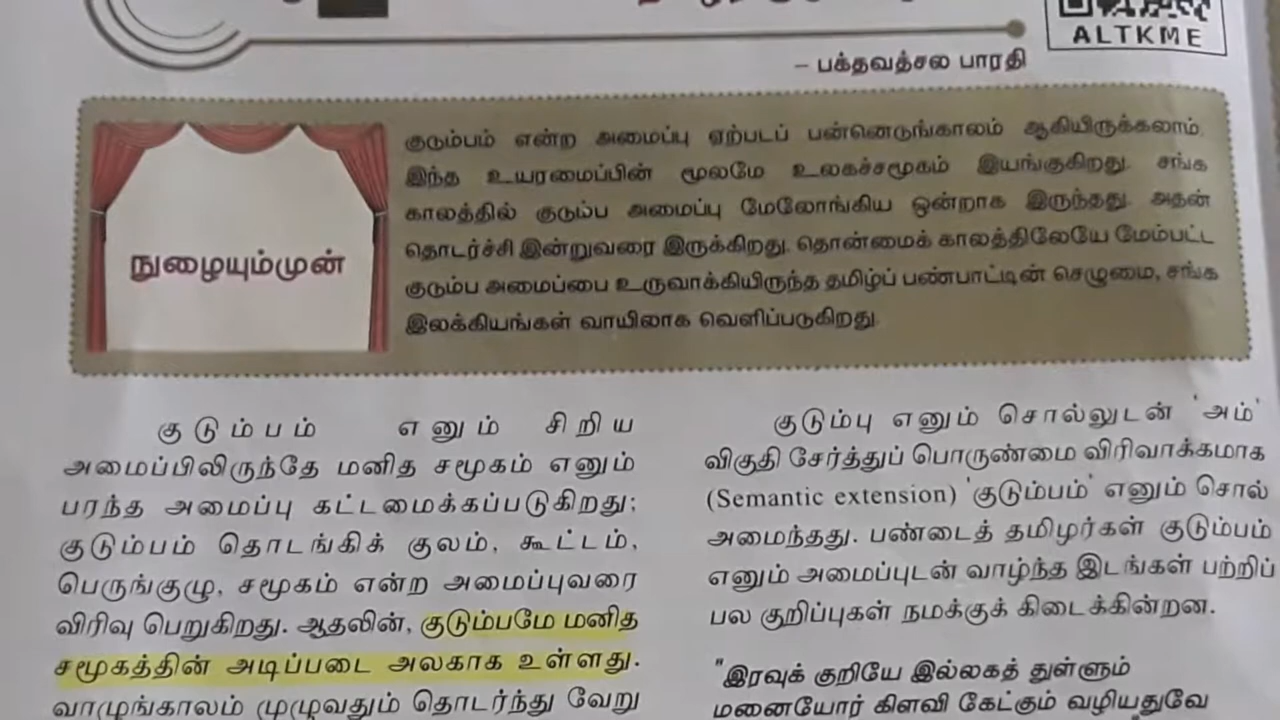 ALTKME
– பக்தவத்சல பாரதி
நுழையும்முன்
குடும்பம் என்ற அமைப்பு ஏற்படப் பன்னெடுங்காலம் ஆகியிருக்கலாம்.
இந்த உயரமைப்பின் மூலமே உலகச்சமூகம் இயங்குகிறது. சங்க
காலத்தில் குடும்ப அமைப்பு மேலோங்கிய ஒன்றாக இருந்தது. அதன்
தொடர்ச்சி இன்றுவரை இருக்கிறது. தொன்மைக் காலத்திலேயே மேம்பட்ட
குடும்ப அமைப்பை உருவாக்கியிருந்த தமிழ்ப் பண்பாட்டின் செழுமை, சங்க
இலக்கியங்கள் வாயிலாக வெளிப்படுகிறது.
குடும்பம் எனும் சிறிய
அமைப்பிலிருந்தே மனித சமூகம் எனும்
பரந்த அமைப்பு கட்டமைக்கப்படுகிறது;
குடும்பம் தொடங்கிக் குலம், கூட்டம்,
பெருங்குழு, சமூகம் என்ற அமைப்புவரை
விரிவு பெறுகிறது. ஆதலின், குடும்பமே மனித
சமூகத்தின் அடிப்படை அலகாக உள்ளது.
வாழுங்காலம் முழுவதும் தொடர்ந்து வேறு
குடும்பு எனும் சொல்லுடன் 'அம்'
விகுதி சேர்த்துப் பொருண்மை விரிவாக்கமாக
(Semantic extension) 'குடும்பம்' எனும் சொல்
அமைந்தது. பண்டைத் தமிழர்கள் குடும்பம்
எனும் அமைப்புடன் வாழ்ந்த இடங்கள் பற்றிப்
பல குறிப்புகள் நமக்குக் கிடைக்கின்றன.
"இரவுக் குறியே இல்லகத் துள்ளும்
மனையோர் கிளவி கேட்கும் வழியதுவே